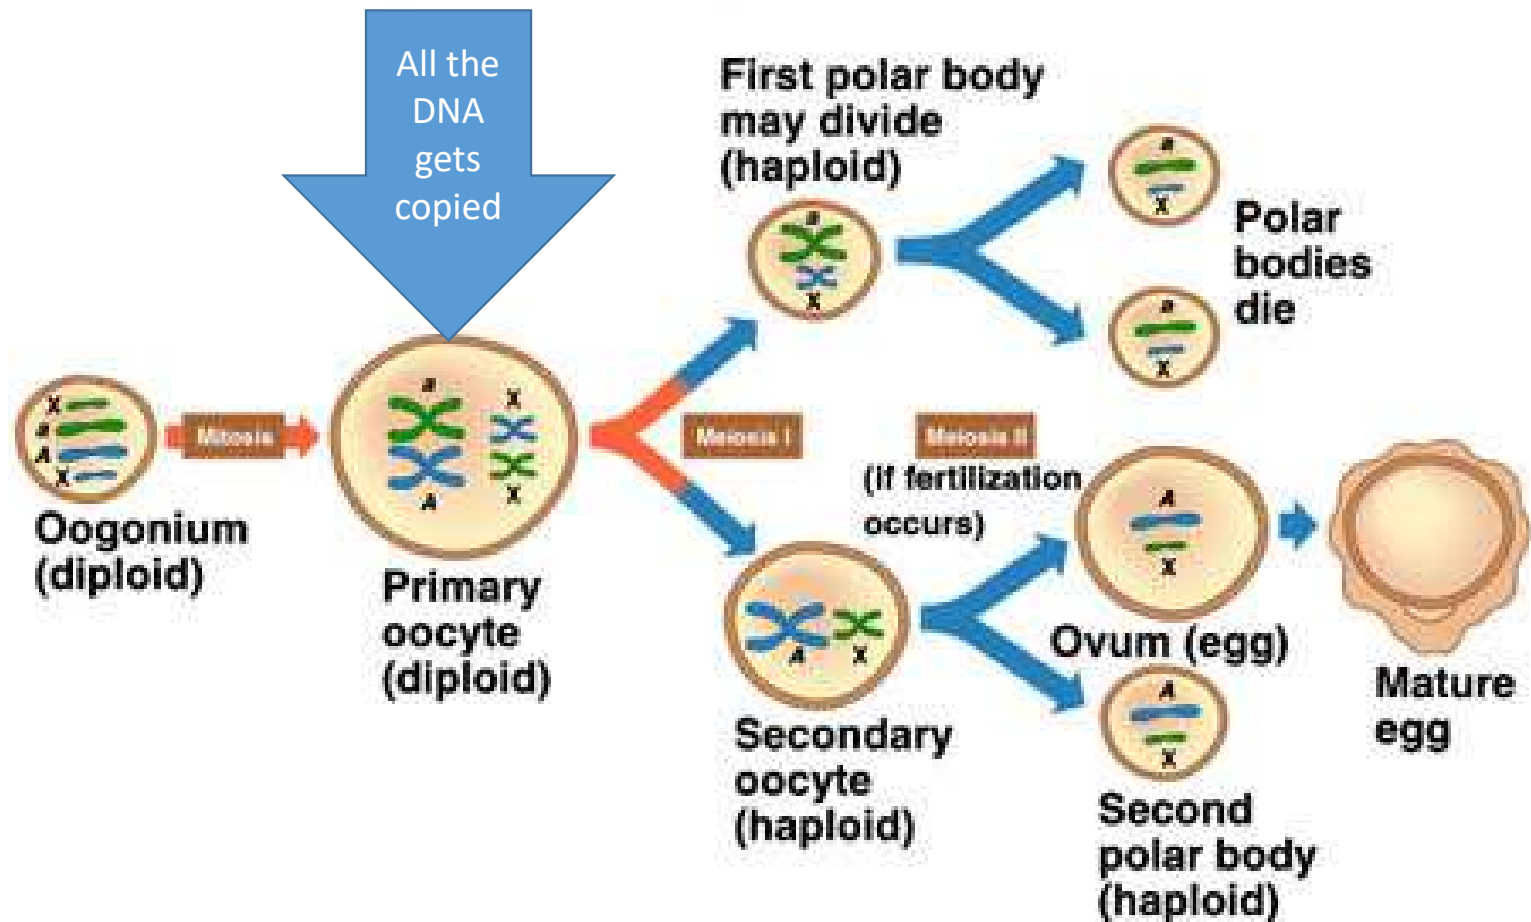 All the
DNA
gets
copied
First polar body
may divide
(haploid)
a
X
a
X
Polar
bodies
die
a
X
X
a
A
X
Mitosis
a
X
A
X
Meiosis I
Meiosis II
(if fertilization
occurs)
Oogonium
(diploid)
Primary
oocyte
(diploid)
A
X
Secondary
oocyte
(haploid)
A
X
Ovum (egg)
A
X
Second
polar body
(haploid)
Mature
egg